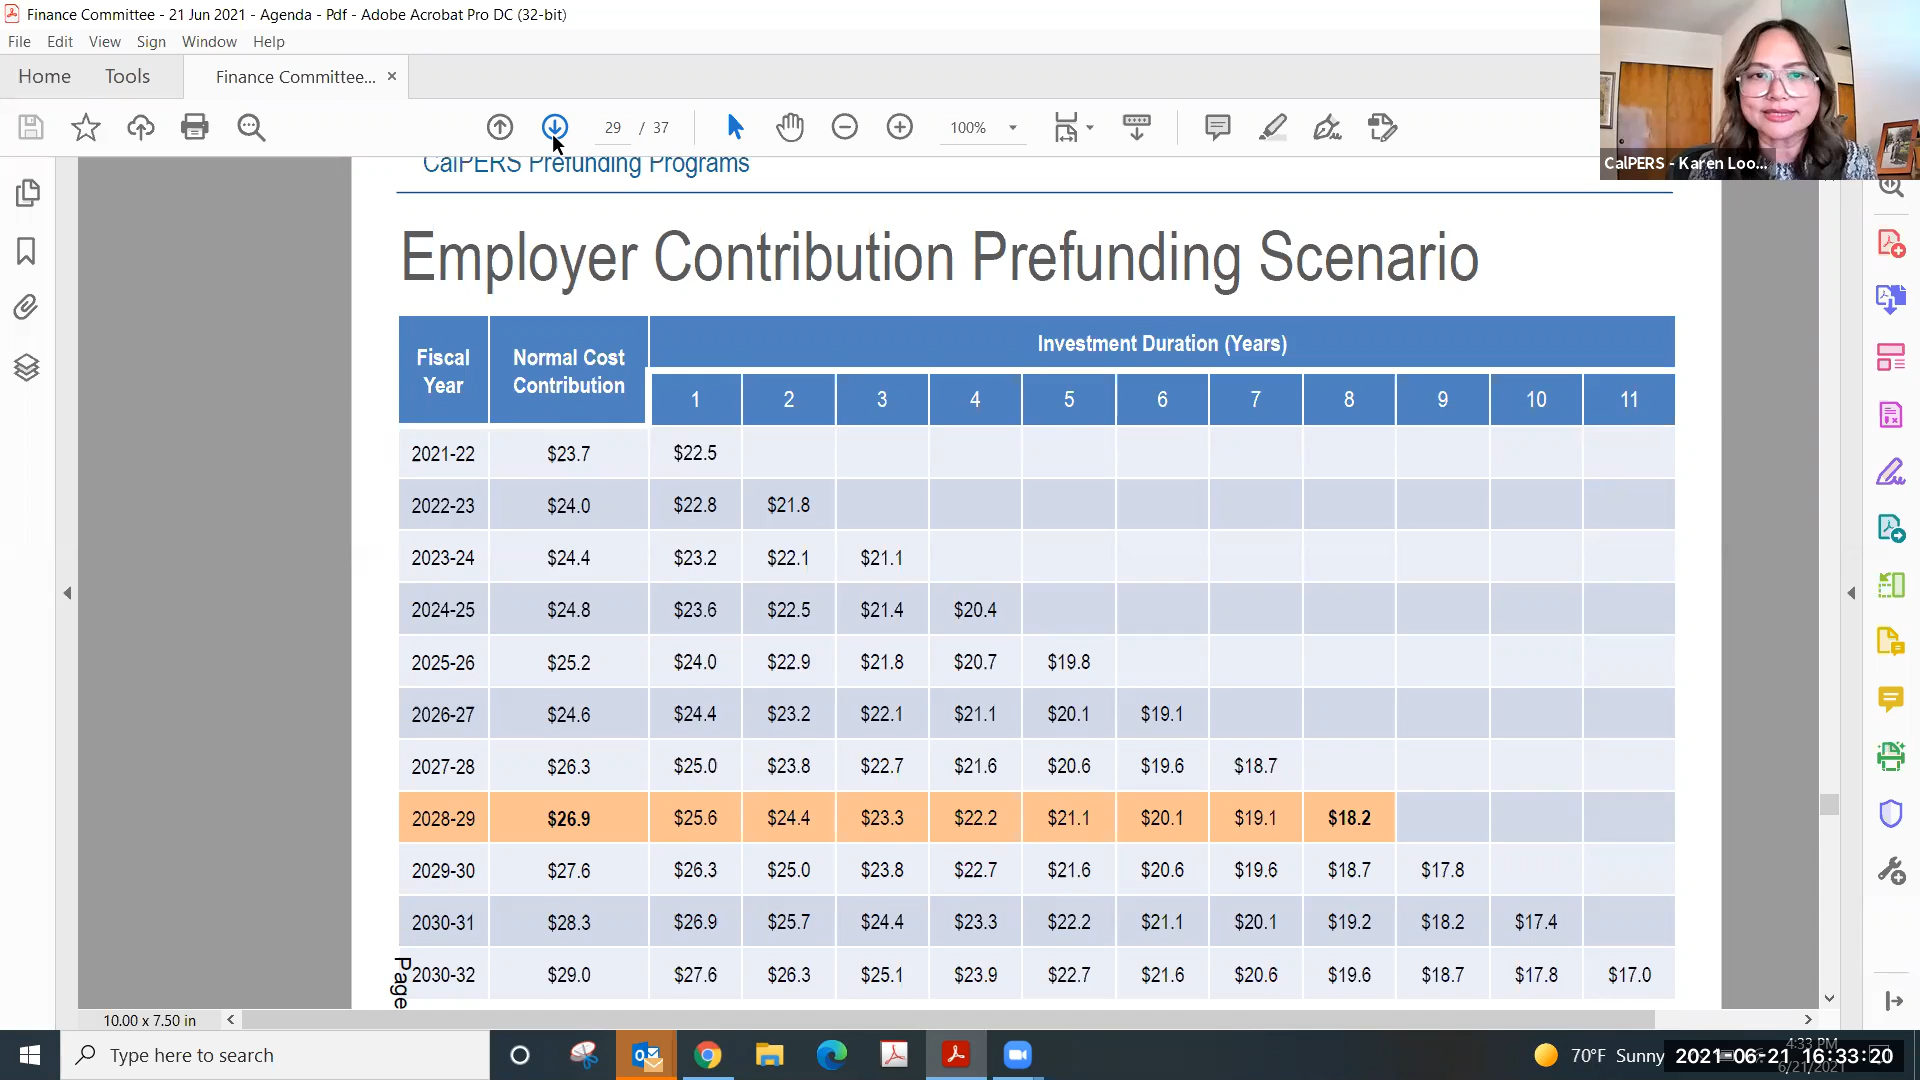 Finance Committee - 21 Jun 2021 - Agenda - Pdf - Adobe Acrobat Pro DC (32-bit)
File Edit View Sign Window Help
Home Tools Finance Committee... ×
29 / 37 100%
CalPERS - Karen Loo...
CalPERS Prefunding Programs
Employer Contribution Prefunding Scenario
Fiscal Year Normal Cost Contribution Investment Duration (Years)
1 2 3 4 5 6 7 8 9 10 11
2021-22 $23.7 $22.5
2022-23 $24.0 $22.8 $21.8
2023-24 $24.4 $23.2 $22.1 $21.1
2024-25 $24.8 $23.6 $22.5 $21.4 $20.4
2025-26 $25.2 $24.0 $22.9 $21.8 $20.7 $19.8
2026-27 $24.6 $24.4 $23.2 $22.1 $21.1 $20.1 $19.1
2027-28 $26.3 $25.0 $23.8 $22.7 $21.6 $20.6 $19.6 $18.7
2028-29 $26.9 $25.6 $24.4 $23.3 $22.2 $21.1 $20.1 $19.1 $18.2
2029-30 $27.6 $26.3 $25.0 $23.8 $22.7 $21.6 $20.6 $19.6 $18.7 $17.8
2030-31 $28.3 $26.9 $25.7 $24.4 $23.3 $22.2 $21.1 $20.1 $19.2 $18.2 $17.4
2030-32 $29.0 $27.6 $26.3 $25.1 $23.9 $22.7 $21.6 $20.6 $19.6 $18.7 $17.8 $17.0
Page
10.00 x 7.50 in
Type here to search
70°F Sunny
4:33 PM
6/21/2021
2021-06-21 16:33:20